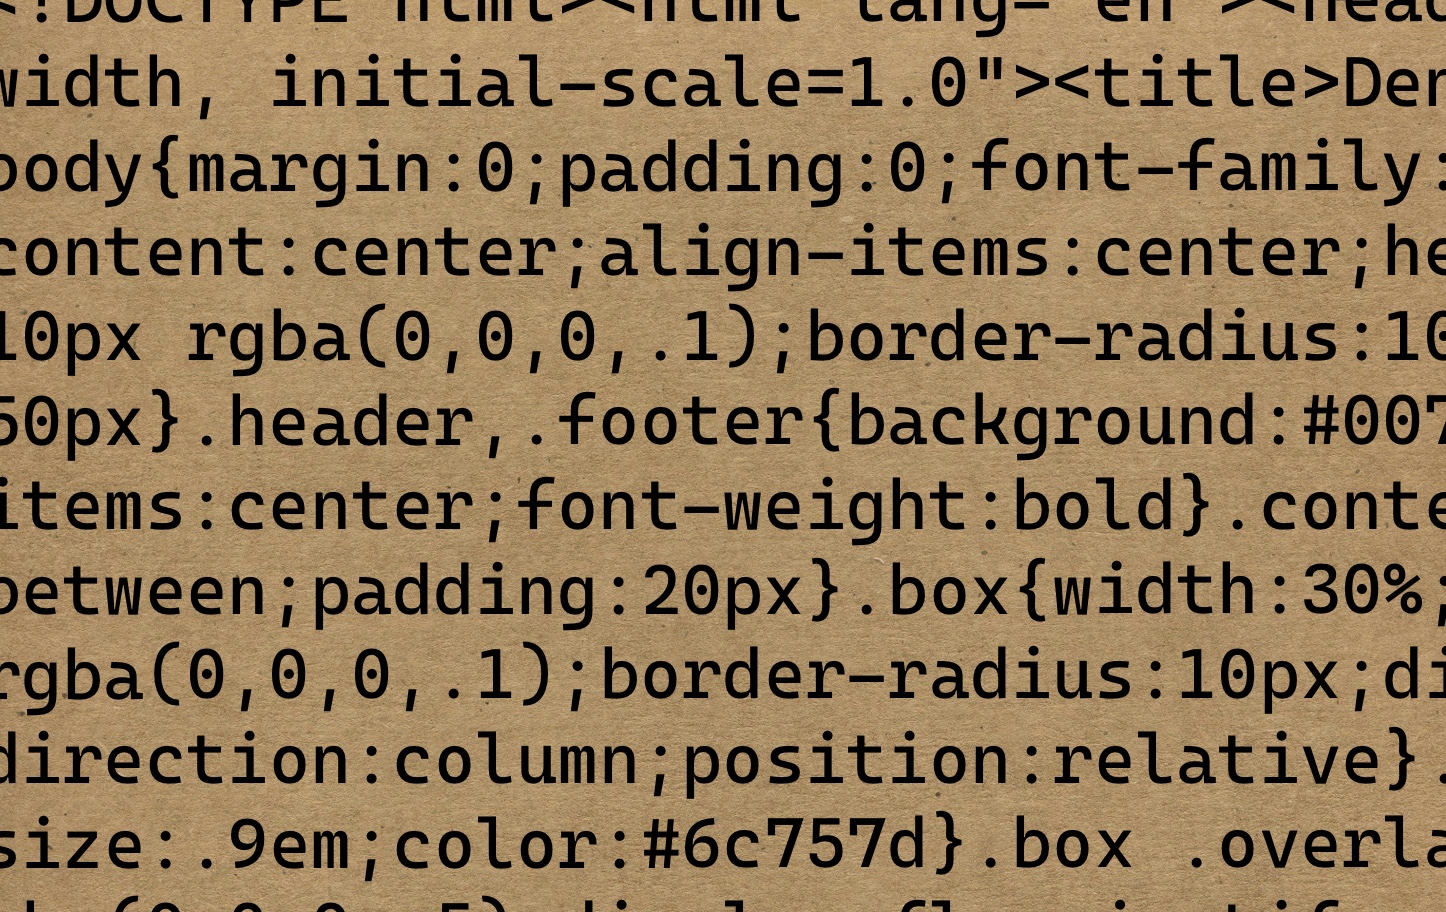 <!DOCTYPE html><html lang="en"><head
width, initial-scale=1.0"><title>Den
body{margin:0;padding:0;font-family:
content:center;align-items:center;he
10px rgba(0,0,0,.1);border-radius:10
50px}.header,.footer{background:#007
items:center;font-weight:bold}.conte
between;padding:20px}.box{width:30%;
rgba(0,0,0,.1);border-radius:10px;di
direction:column;position:relative}.
size:.9em;color:#6c757d}.box .overla